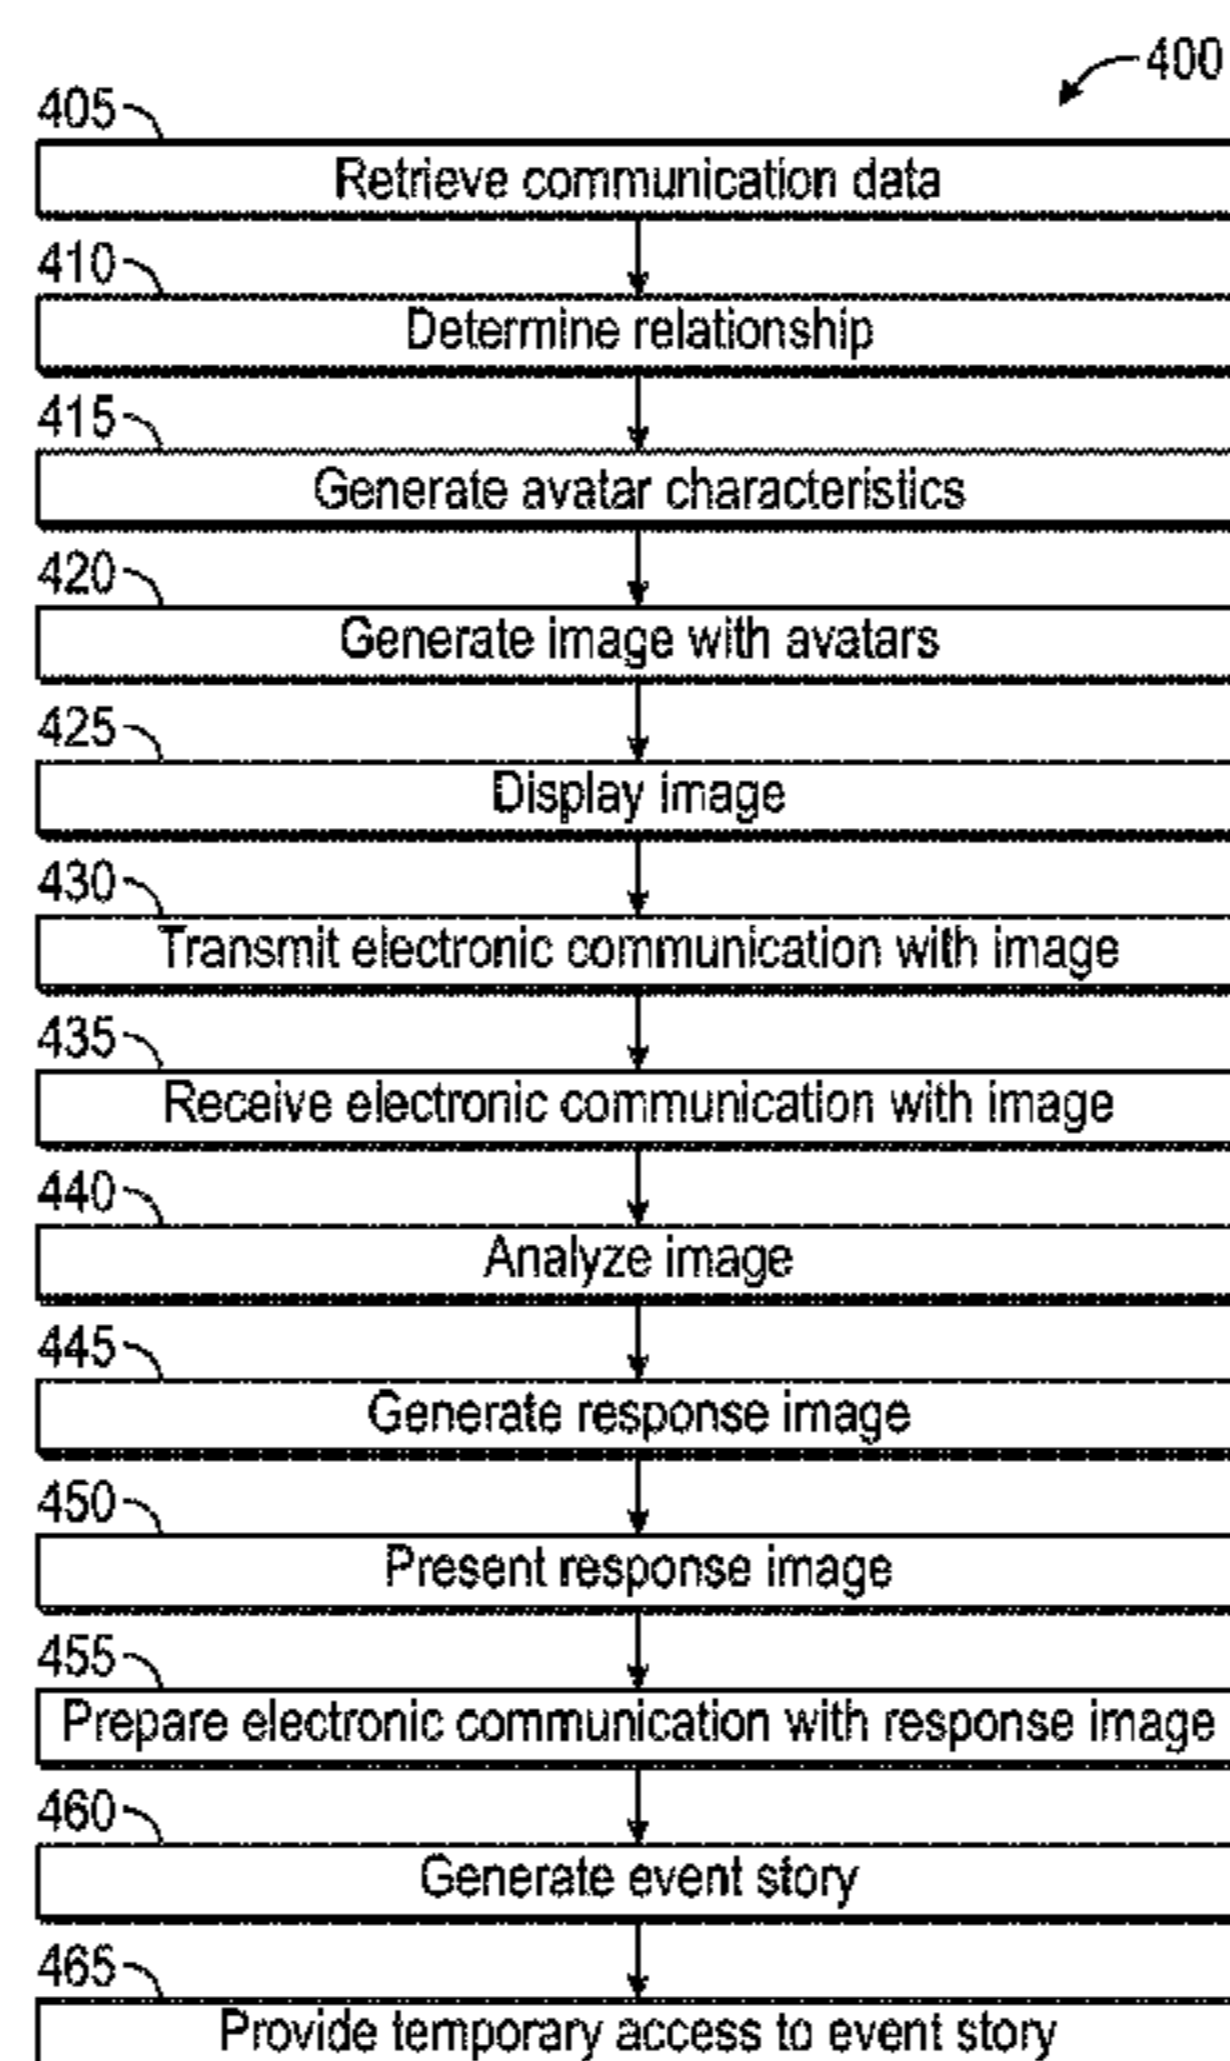 400
405
Retrieve communication data
410
Determine relationship
415
Generate avatar characteristics
420
Generate image with avatars
425
Display image
430
Transmit electronic communication with image
435
Receive electronic communication with image
440
Analyze image
445
Generate response image
450
Present response image
455
Prepare electronic communication with response image
460
Generate event story
465
Provide temporary access to event story